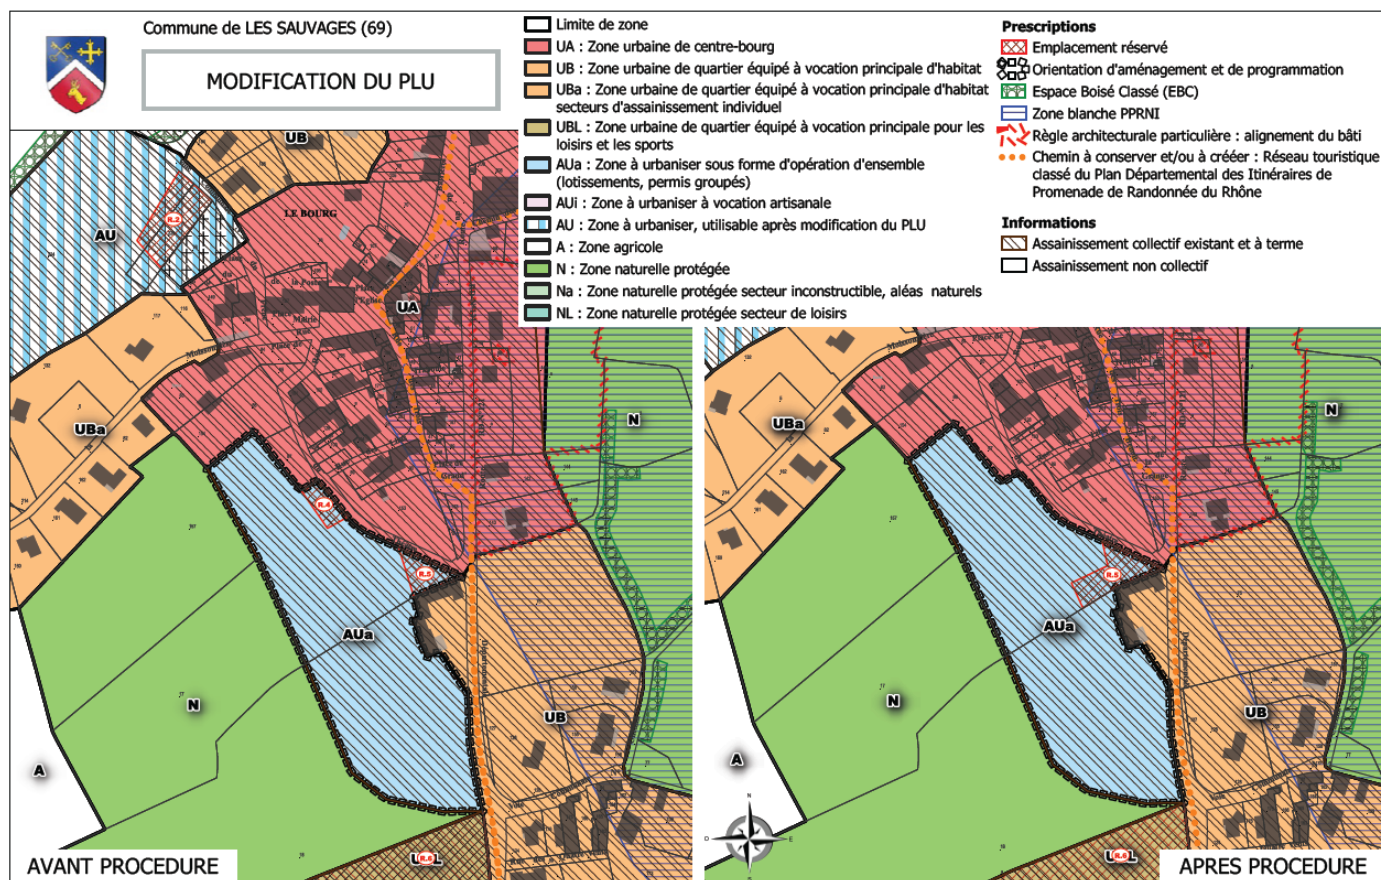 Commune de LES SAUVAGES (69)
MODIFICATION DU PLU
Limite de zone
UA : Zone urbaine de centre-bourg
UB : Zone urbaine de quartier équipé à vocation principale d'habitat
UBa : Zone urbaine de quartier équipé à vocation principale d'habitat
secteurs d'assainissement individuel
UBL : Zone urbaine de quartier équipé à vocation principale pour les
loisirs et les sports
AUa : Zone à urbaniser sous forme d'opération d'ensemble
(lotissements, permis groupés)
AUi : Zone à urbaniser à vocation artisanale
AU : Zone à urbaniser, utilisable après modification du PLU
A : Zone agricole
N : Zone naturelle protégée
Na : Zone naturelle protégée secteur inconstructible, aléas naturels
NL : Zone naturelle protégée secteur de loisirs
Prescriptions
Emplacement réservé
Orientation d'aménagement et de programmation
Espace Boisé Classé (EBC)
Zone blanche PPRNI
Règle architecturale particulière : alignement du bâti
Chemin à conserver et/ou à créer : Réseau touristique
classé du Plan Départemental des Itinéraires de
Promenade de Randonnée du Rhône
Informations
Assainissement collectif existant et à terme
Assainissement non collectif
UB
LE BOURG
R.2
AU
UA
UBa
N
R.4
R.5
AUa
N
UB
A
R.6
AVANT PROCEDURE
UBa
N
R.5
AUa
N
UB
A
N
E
S
O
R.6
APRES PROCEDURE